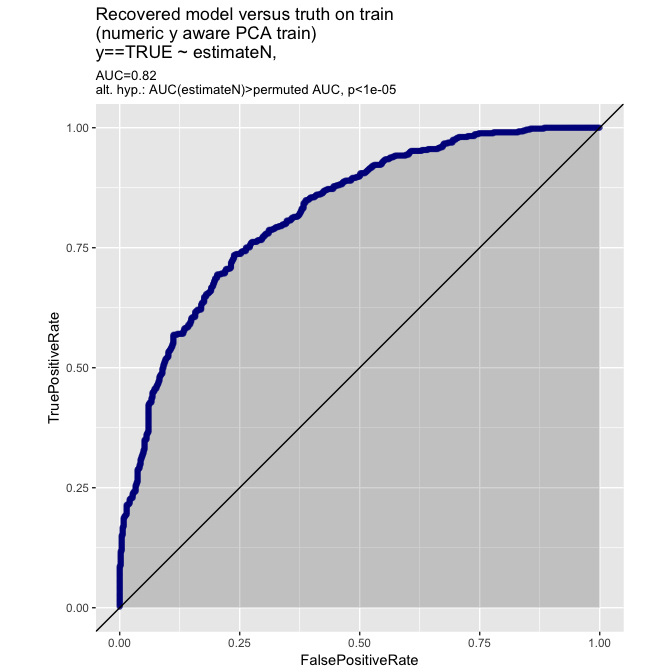 Recovered model versus truth on train
(numeric y aware PCA train)
y==TRUE ~ estimateN,
AUC=0.82
alt. hyp.: AUC(estimateN)>permuted AUC, p<1e-05
1.00
0.75
TruePositiveRate
0.50
0.25
0.00
0.00 0.25 0.50 0.75 1.00
FalsePositiveRate